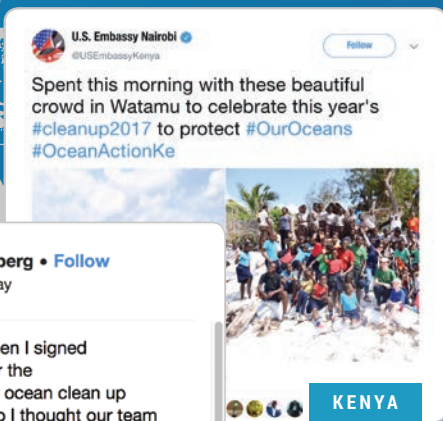 U.S. Embassy Nairobi
@USEmbassyKenya
Follow
Spent this morning with these beautiful
crowd in Watamu to celebrate this year's
#cleanup2017 to protect #OurOceans
#OceanActionKe
berg • Follow
ay
en I signed
r the
ocean clean up
o I thought our team
KENYA